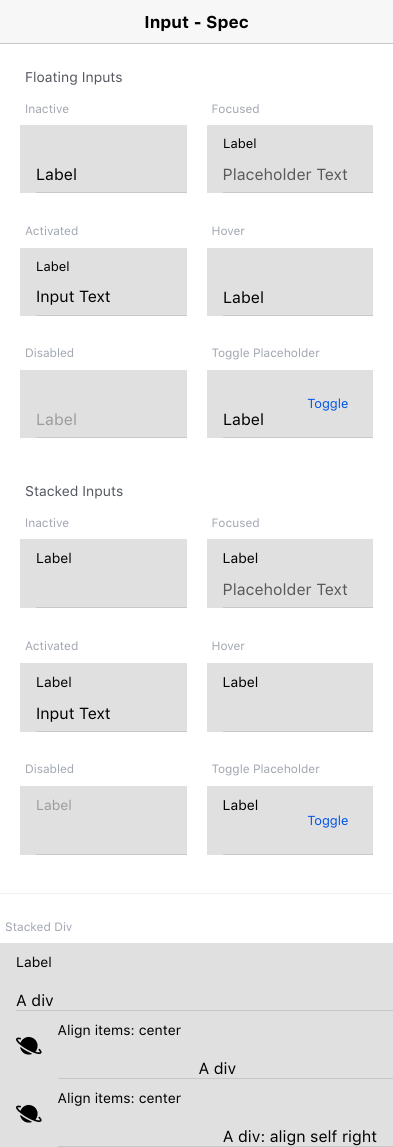 Input - Spec
Floating Inputs
Inactive
Focused
Label
Label
Placeholder Text
Activated
Hover
Label
Input Text
Label
Disabled
Toggle Placeholder
Label
Label
Toggle
Stacked Inputs
Inactive
Focused
Label
Label
Placeholder Text
Activated
Hover
Label
Input Text
Label
Disabled
Toggle Placeholder
Label
Label
Toggle
Stacked Div
Label
A div
Align items: center
A div
Align items: center
A div: align self right